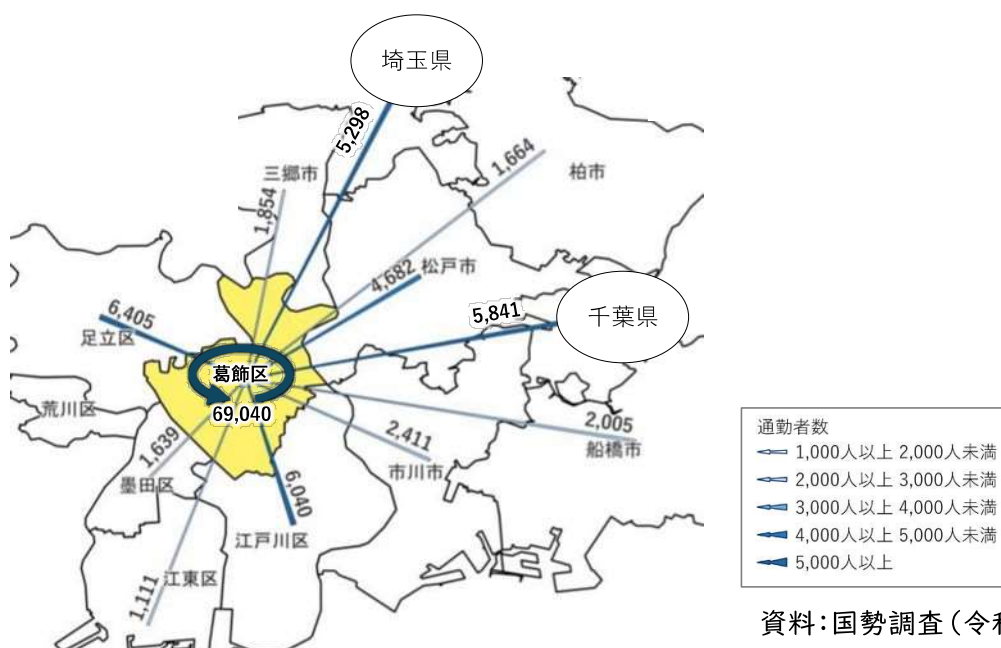 埼玉県
5,298
三郷市
1,854
1,664
柏市
4,682
松戸市
6,405
足立区
5,841
千葉県
葛飾区
69,040
荒川区
1,639
墨田区
2,411
市川市
2,005
船橋市
6,040
江戸川区
江東区
1,111
通勤者数
1,000人以上 2,000人未満
2,000人以上 3,000人未満
3,000人以上 4,000人未満
4,000人以上 5,000人未満
5,000人以上
資料:国勢調査(令